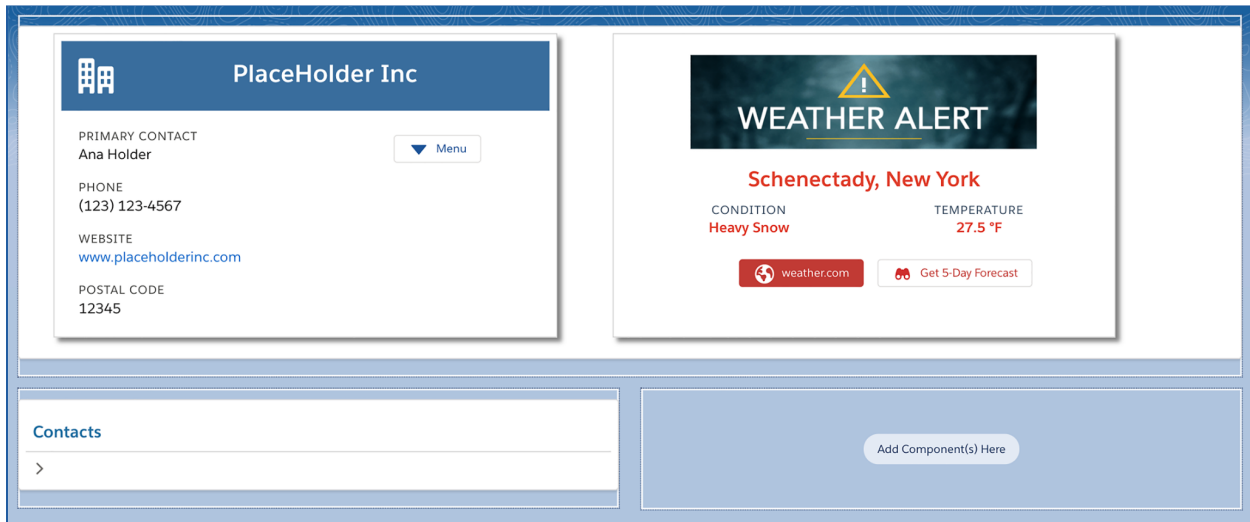 PlaceHolder Inc
PRIMARY CONTACT
Ana Holder
Menu
PHONE
(123) 123-4567
WEBSITE
www.placeholderinc.com
POSTAL CODE
12345
WEATHER ALERT
Schenectady, New York
CONDITION
Heavy Snow
TEMPERATURE
27.5 °F
weather.com
Get 5-Day Forecast
Contacts
Add Component(s) Here